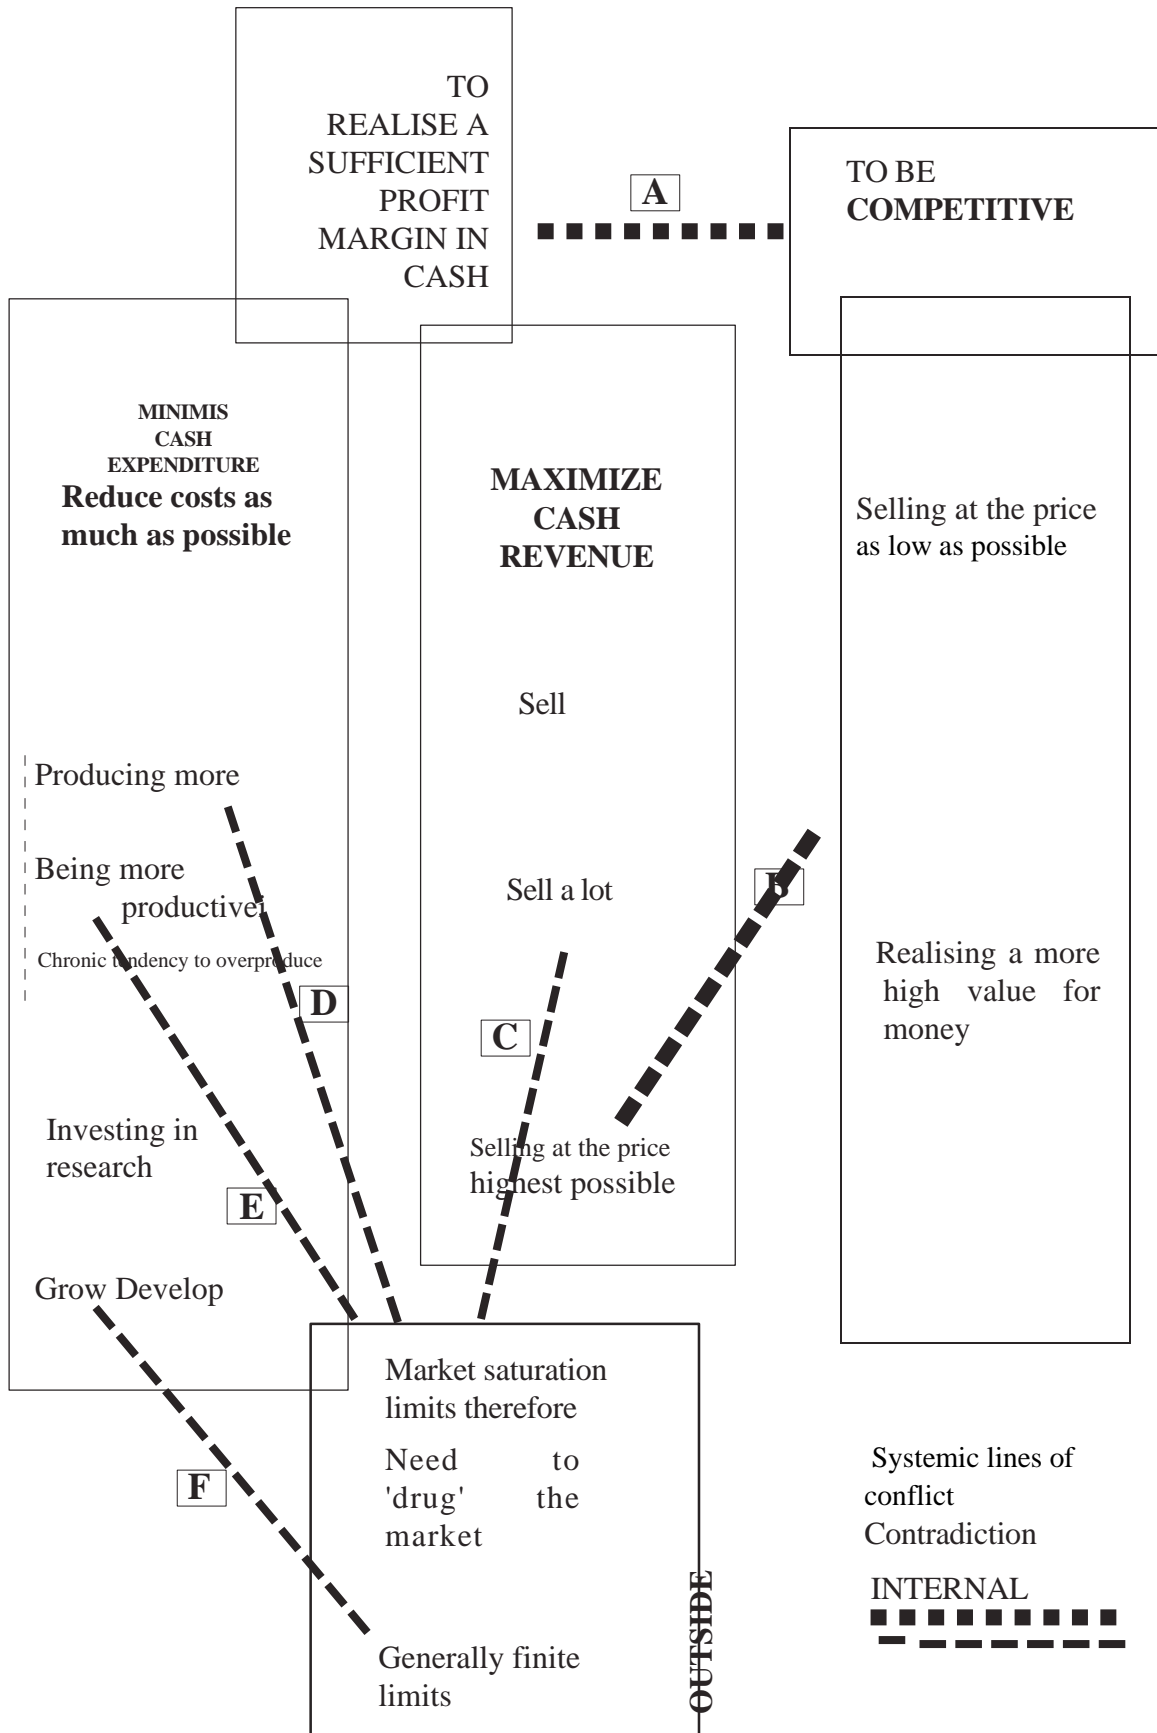 TO
REALISE A
SUFFICIENT
PROFIT
MARGIN IN
CASH
A
TO BE
COMPETITIVE
MINIMIS
CASH
EXPENDITURE
Reduce costs as
much as possible
MAXIMIZE
CASH
REVENUE
Selling at the price
as low as possible
Sell
Producing more
Being more
productivei
Chronic tendency to overproduce
Sell a lot
B
Realising a more
high value for
money
D
C
Investing in
research
E
Selling at the price
highest possible
Grow Develop
Market saturation
limits therefore
Need to
'drug' the
market
F
Generally finite
limits
OUTSIDE
Systemic lines of
conflict
Contradiction
INTERNAL